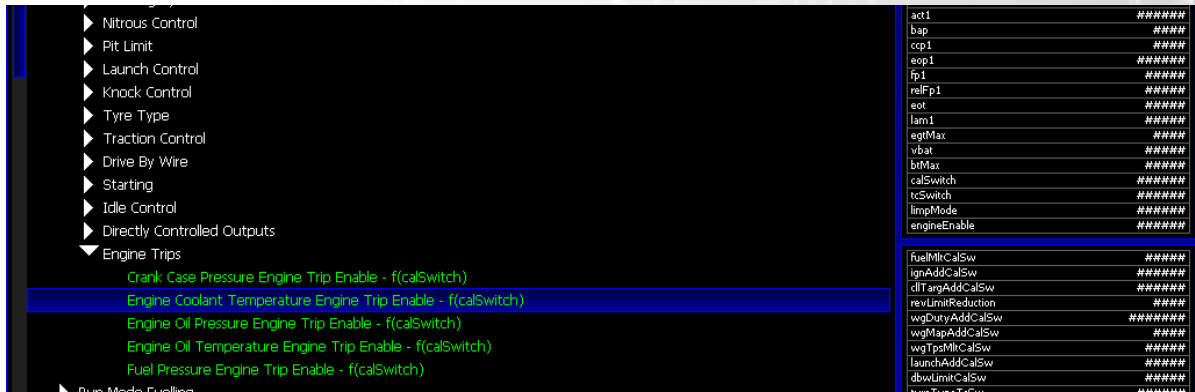 Nitrous Control
Pit Limit
Launch Control
Knock Control
Tyre Type
Traction Control
Drive By Wire
Starting
Idle Control
Directly Controlled Outputs
Engine Trips
Crank Case Pressure Engine Trip Enable - f(calSwitch)
Engine Coolant Temperature Engine Trip Enable - f(calSwitch)
Engine Oil Pressure Engine Trip Enable - f(calSwitch)
Engine Oil Temperature Engine Trip Enable - f(calSwitch)
Fuel Pressure Engine Trip Enable - f(calSwitch)
Run Mode Fuelling
act1 ######
bap ####
ccp1 ####
eop1 ######
fp1 #####
relFp1 #####
eot #####
lam1 #####
egtMax ####
vbat #####
btMax #####
calSwitch ######
tcSwitch ######
limpMode ######
engineEnable ######
fuelMltCalSw #####
ignAddCalSw #####
cllTargAddCalSw ######
revLimitReduction ####
wgDutyAddCalSw #######
wgMapAddCalSw ####
wgTpsMltCalSw #####
launchAddCalSw #####
dbwLimitCalSw #####